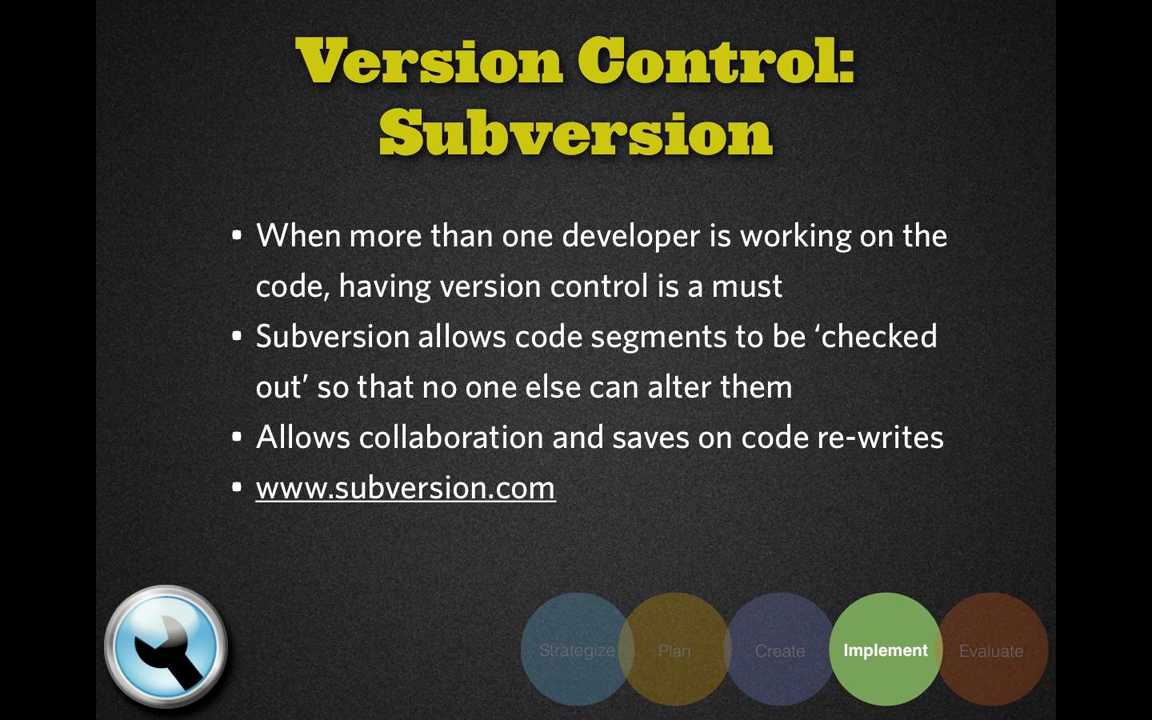 Version Control:
Subversion
• When more than one developer is working on the
code, having version control is a must
• Subversion allows code segments to be ‘checked
out’ so that no one else can alter them
• Allows collaboration and saves on code re-writes
• www.subversion.com
Strategize Plan Create Implement Evaluate